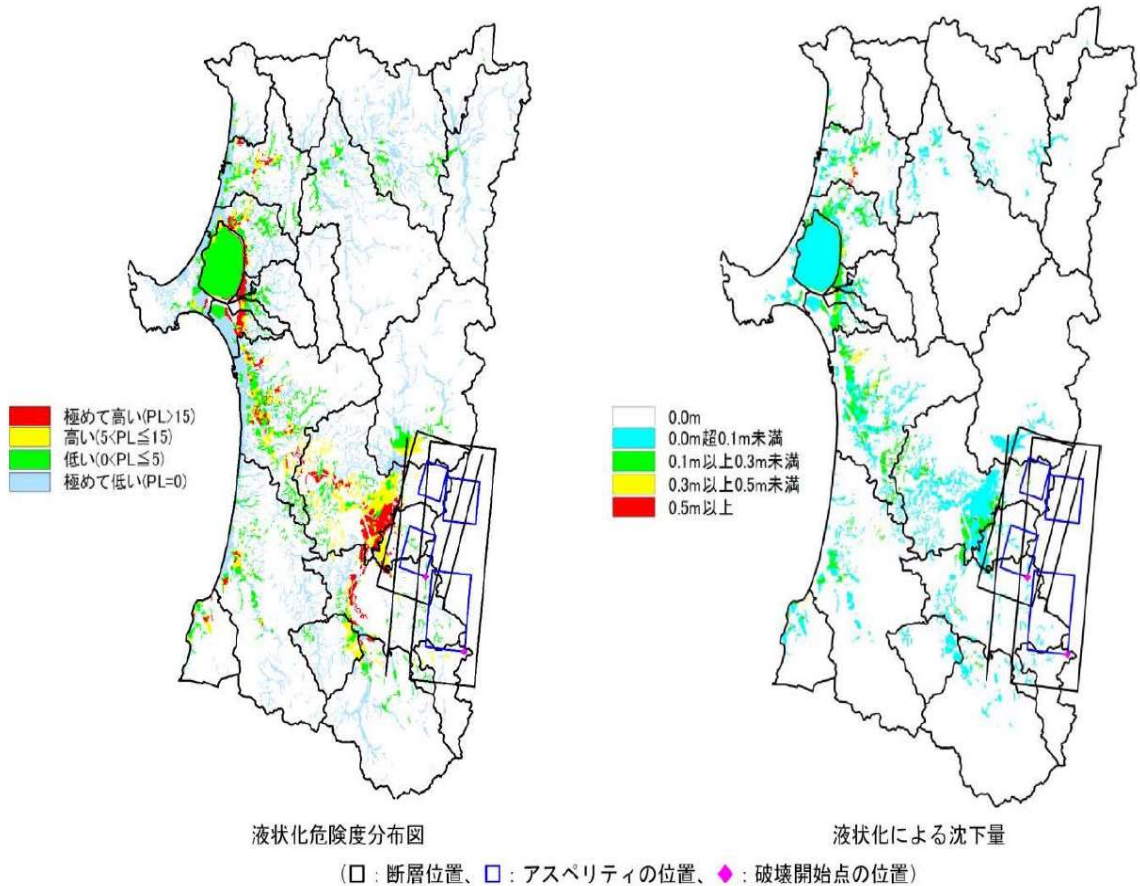 極めて高い(PL>15)
高い(5<PL≦15)
低い(0<PL≦5)
極めて低い(PL=0)
0.0m
0.0m超0.1m未満
0.1m以上0.3m未満
0.3m以上0.5m未満
0.5m以上
液状化危険度分布図
液状化による沈下量
(□:断層位置、□:アスペリティの位置、◆:破壊開始点の位置)